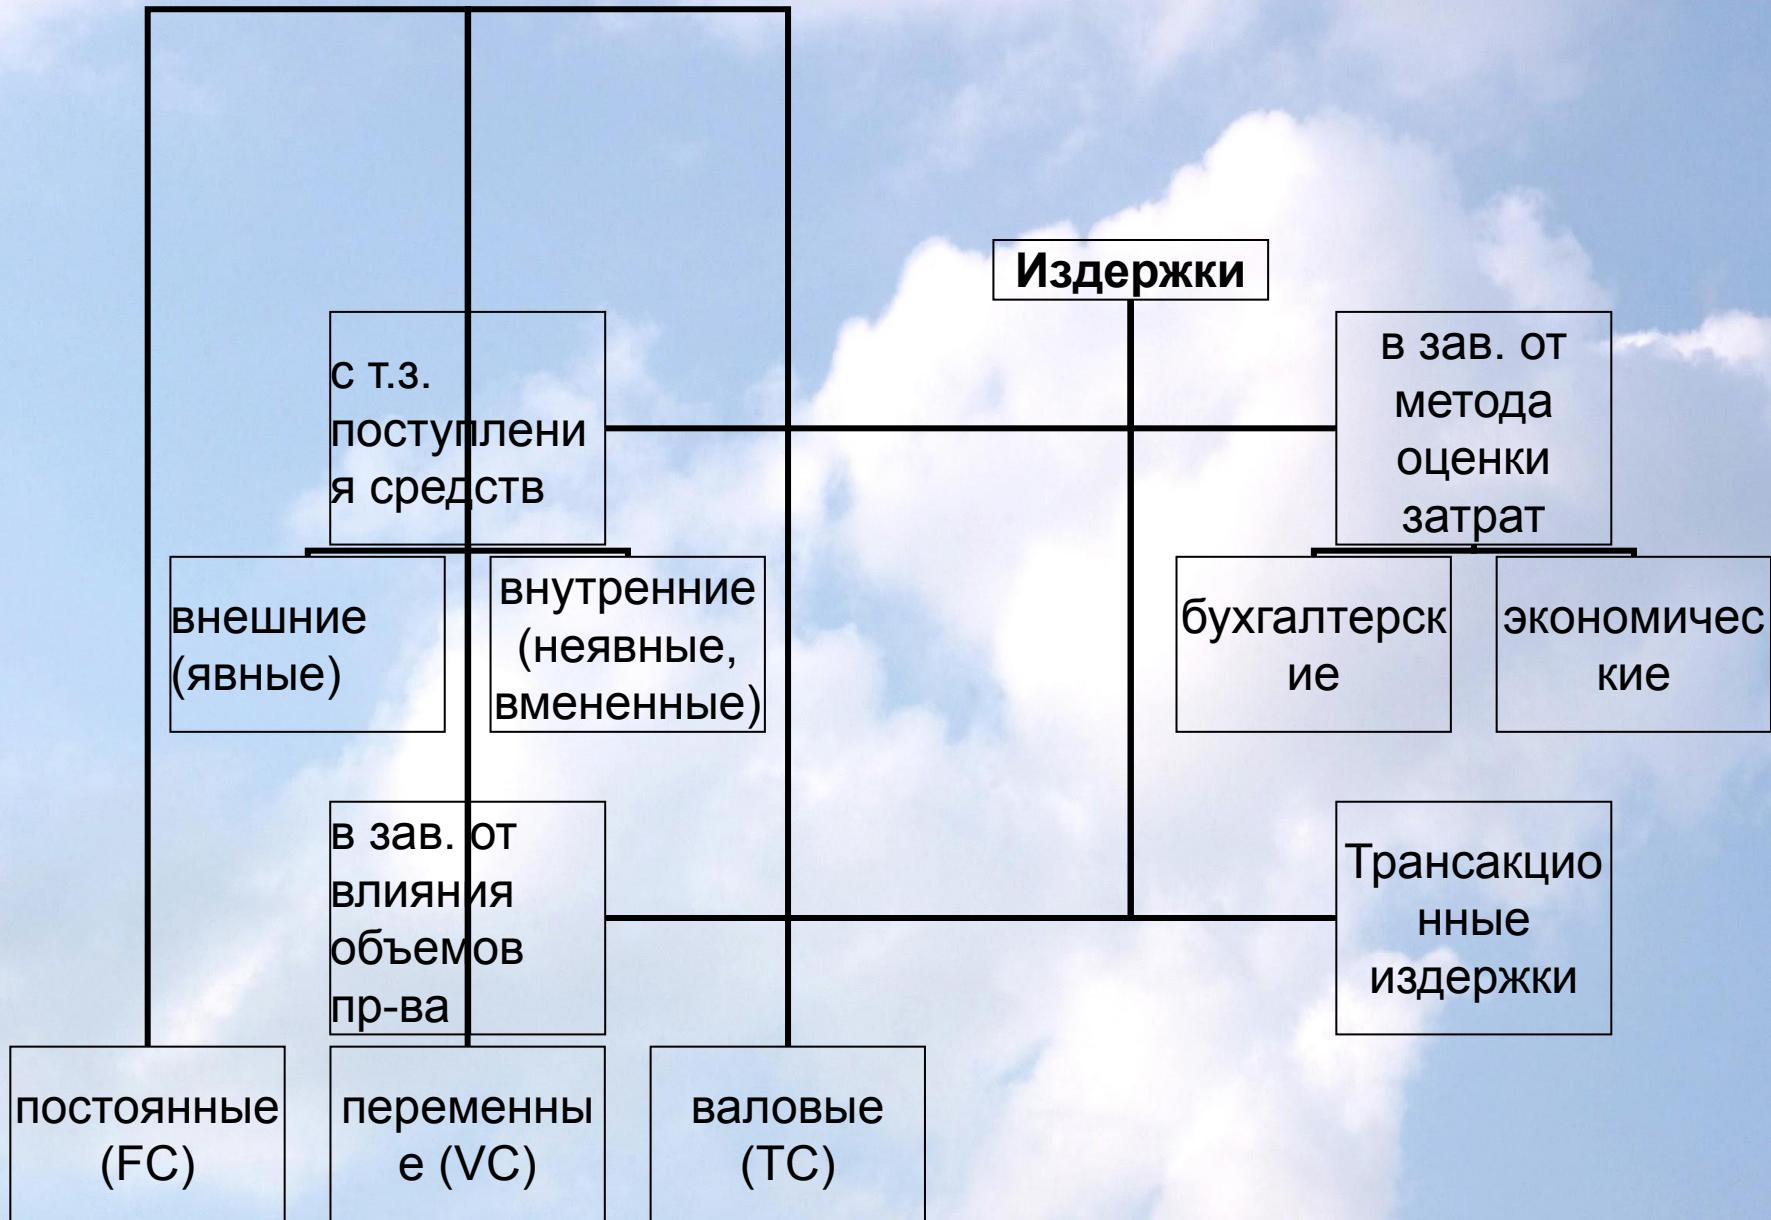 Издержки
с т.з.
поступлени
я средств
в зав. от
метода
оценки
затрат
внешние
(явные)
внутренние
(неявные,
вмененные)
бухгалтерск
ие
экономичес
кие
в зав. от
влияния
объемов
пр-ва
Трансакцио
нные
издержки
постоянные
(FC)
переменны
е (VC)
валовые
(TC)